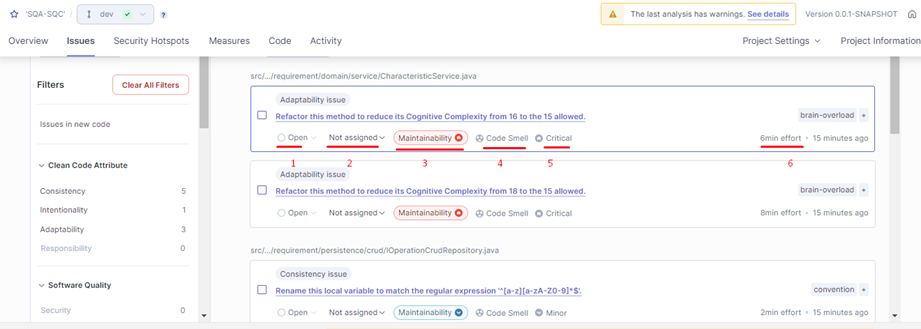 'SQA-SQC' / dev ?
The last analysis has warnings. See details Version 0.0.1-SNAPSHOT
Overview Issues Security Hotspots Measures Code Activity Project Settings Project Information
Filters Clear All Filters
Issues in new code
Clean Code Attribute
Consistency 5
Intentionality 1
Adaptability 3
Responsibility 0
Software Quality
Security 0
src/.../requirement/domain/service/CharacteristicService.java
Adaptability issue
Refactor this method to reduce its Cognitive Complexity from 16 to the 15 allowed. brain-overload +
Open Not assigned Maintainability Code Smell Critical 6min effort • 15 minutes ago
1 2 3 4 5 6
Adaptability issue
Refactor this method to reduce its Cognitive Complexity from 18 to the 15 allowed. brain-overload +
Open Not assigned Maintainability Code Smell Critical 8min effort • 15 minutes ago
src/.../requirement/persistence/crud/IOperationCrudRepository.java
Consistency issue
Rename this local variable to match the regular expression '^[a-z][a-zA-Z0-9]*$'. convention +
Open Not assigned Maintainability Code Smell Minor 2min effort • 15 minutes ago